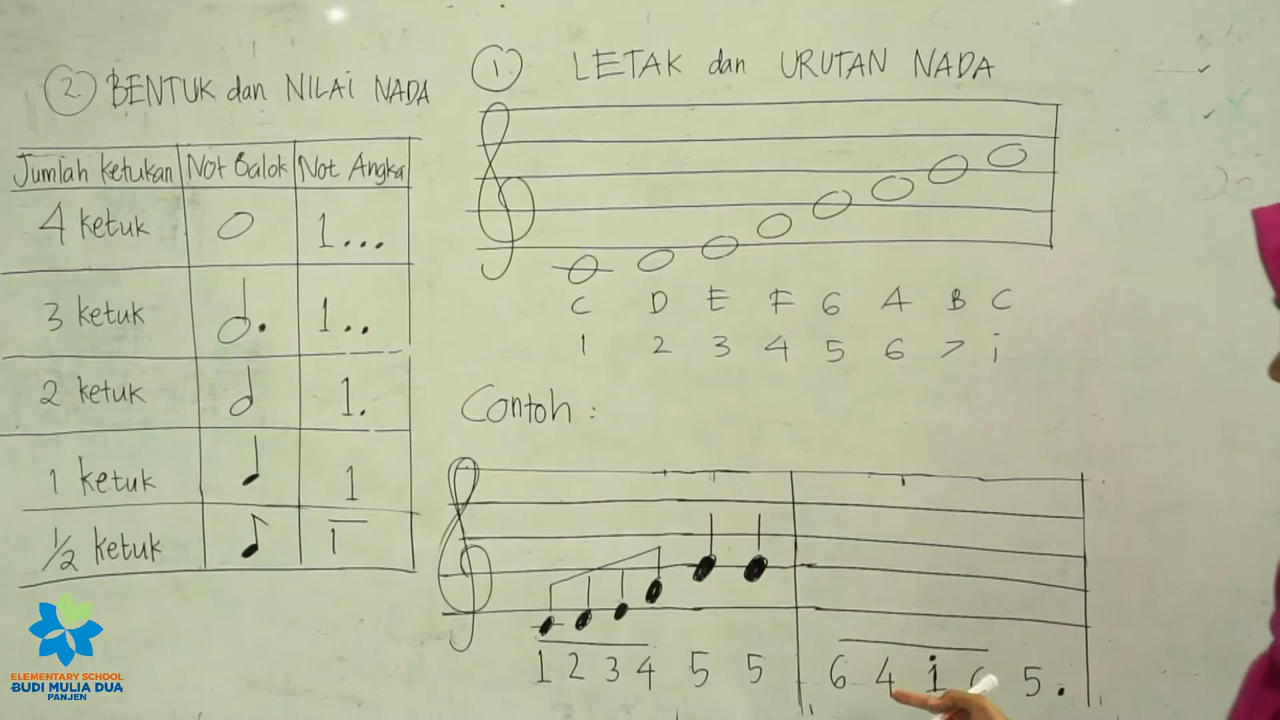 2. BENTUK dan NILAI NADA
Jumlah Ketukan Not Balok Not Angka
4 ketuk 1...
3 ketuk 1..
2 ketuk 1.
1 ketuk 1
1/2 ketuk 1
1. LETAK dan URUTAN NADA
C D E F G A B C
1 2 3 4 5 6 7 i
Contoh :
1 2 3 4 5 5 6 4 i 6 5.
ELEMENTARY SCHOOL
BUDI MULIA DUA
PANJEN